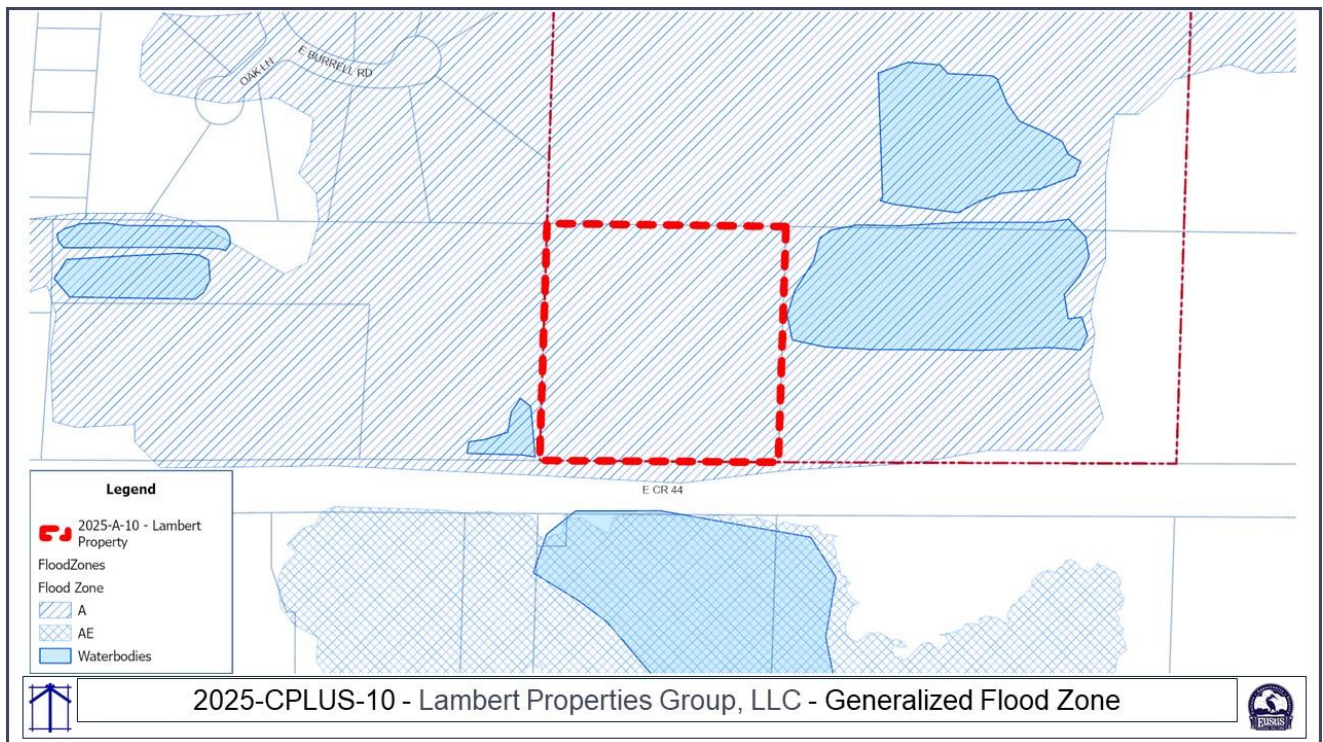 OAK LN
E BURRELL RD
E CR 44
Legend
2025-A-10 - Lambert
Property
FloodZones
Flood Zone
A
AE
Waterbodies
2025-CPLUS-10 - Lambert Properties Group, LLC - Generalized Flood Zone
EUSTIS